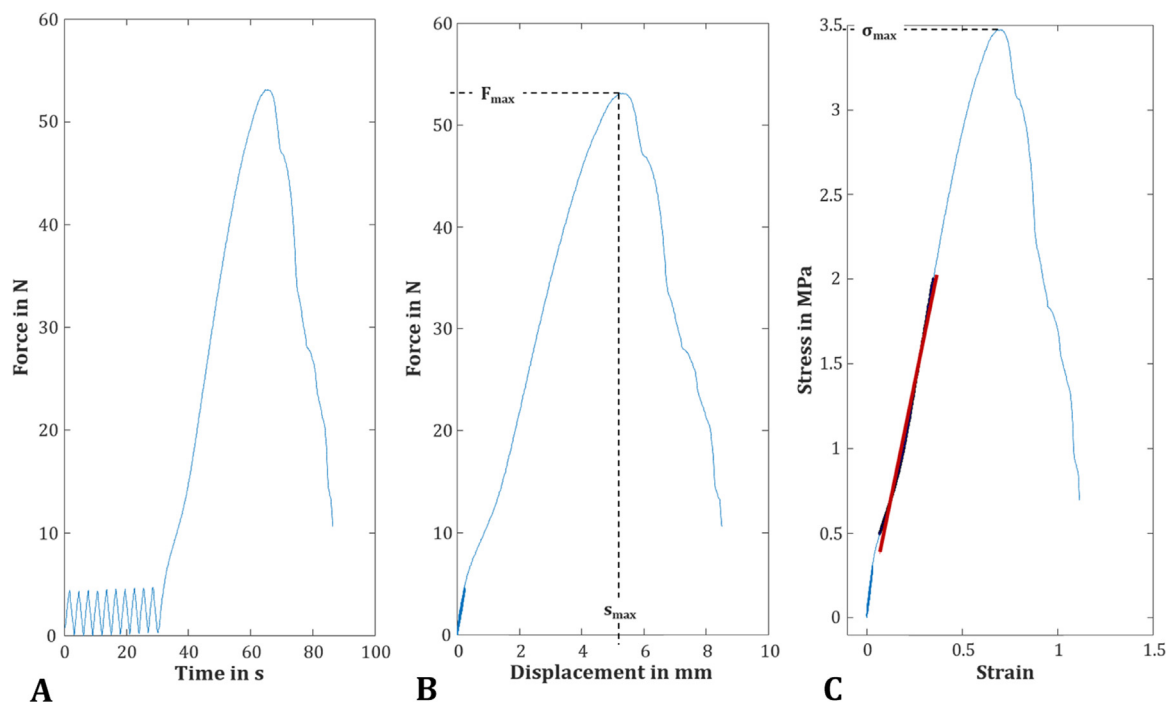 60
50
40
30
20
10
0
0 20 40 60 80 100
Force in N
Time in s
A
60
50
40
30
20
10
0
0 2 4 6 8 10
Force in N
Fmax
smax
Displacement in mm
B
3.5
3
2.5
2
1.5
1
0.5
0
0 0.5 1 1.5
Stress in MPa
σmax
Strain
C